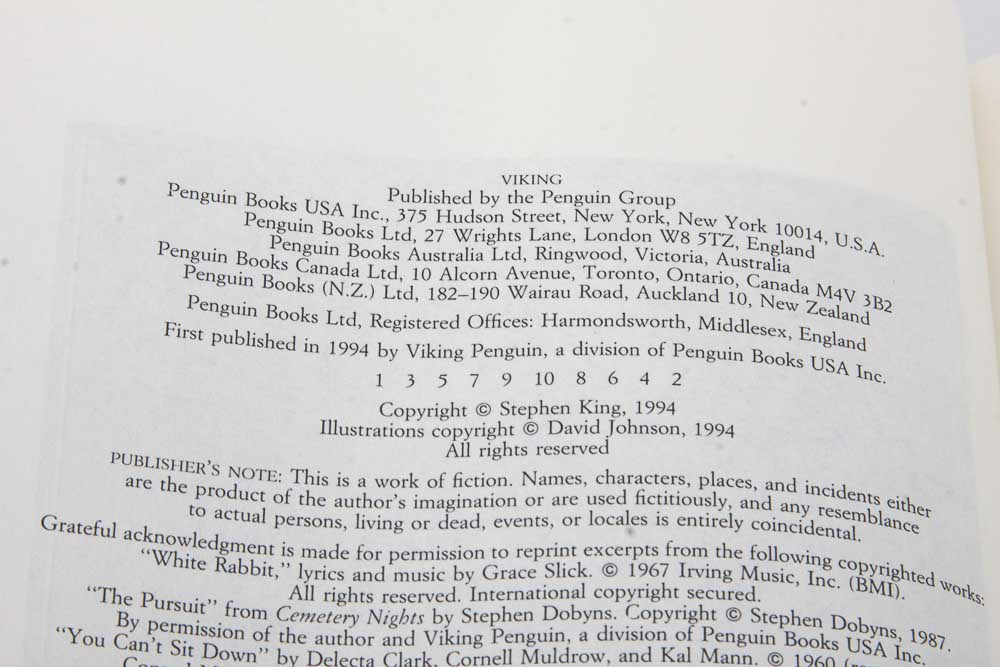 VIKING
Published by the Penguin Group
Penguin Books USA Inc., 375 Hudson Street, New York, New York 10014, U.S.A.
Penguin Books Ltd, 27 Wrights Lane, London W8 5TZ, England
Penguin Books Australia Ltd, Ringwood, Victoria, Australia
Penguin Books Canada Ltd, 10 Alcorn Avenue, Toronto, Ontario, Canada M4V 3B2
Penguin Books (N.Z.) Ltd, 182–190 Wairau Road, Auckland 10, New Zealand
Penguin Books Ltd, Registered Offices: Harmondsworth, Middlesex, England
First published in 1994 by Viking Penguin, a division of Penguin Books USA Inc.
1 3 5 7 9 10 8 6 4 2
Copyright © Stephen King, 1994
Illustrations copyright © David Johnson, 1994
All rights reserved
PUBLISHER'S NOTE: This is a work of fiction. Names, characters, places, and incidents either
are the product of the author's imagination or are used fictitiously, and any resemblance
to actual persons, living or dead, events, or locales is entirely coincidental.
Grateful acknowledgment is made for permission to reprint excerpts from the following copyrighted works:
"White Rabbit," lyrics and music by Grace Slick. © 1967 Irving Music, Inc. (BMI).
All rights reserved. International copyright secured.
"The Pursuit" from Cemetery Nights by Stephen Dobyns. Copyright © Stephen Dobyns, 1987.
By permission of the author and Viking Penguin, a division of Penguin Books USA Inc.
"You Can't Sit Down" by Delecta Clark, Cornell Muldrow, and Kal Mann. © 1960